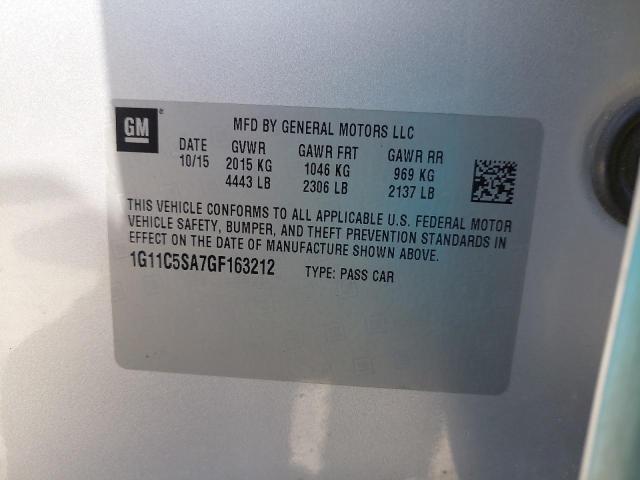 GM
MFD BY GENERAL MOTORS LLC
DATE GVWR GAWR FRT GAWR RR
10/15 2015 KG 1046 KG 969 KG
4443 LB 2306 LB 2137 LB
THIS VEHICLE CONFORMS TO ALL APPLICABLE U.S. FEDERAL MOTOR
VEHICLE SAFETY, BUMPER, AND THEFT PREVENTION STANDARDS IN
EFFECT ON THE DATE OF MANUFACTURE SHOWN ABOVE.
1G11C5SA7GF163212 TYPE: PASS CAR